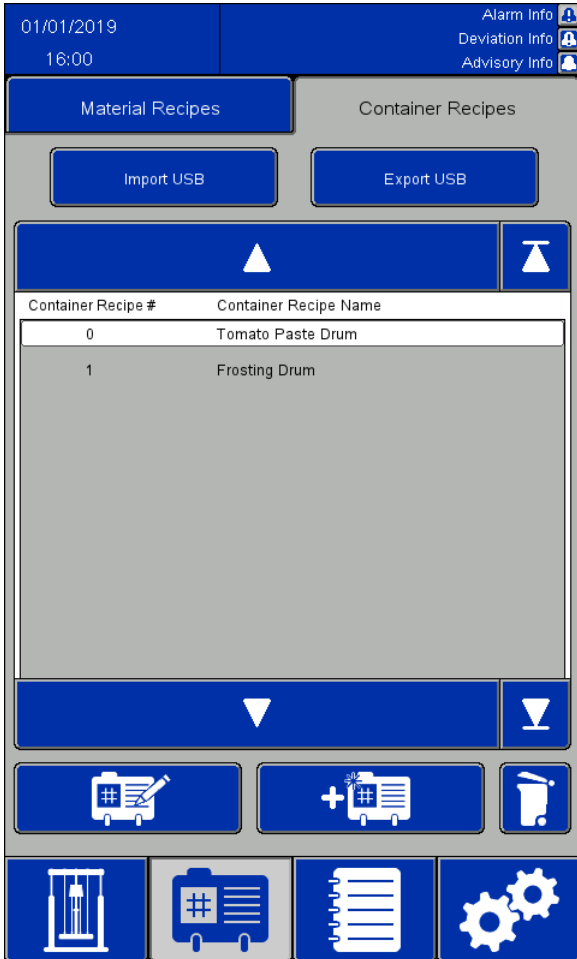 01/01/2019
16:00
Alarm Info
Deviation Info
Advisory Info
Material Recipes
Container Recipes
Import USB
Export USB
Container Recipe # Container Recipe Name
0 Tomato Paste Drum
1 Frosting Drum
#
+ #
#